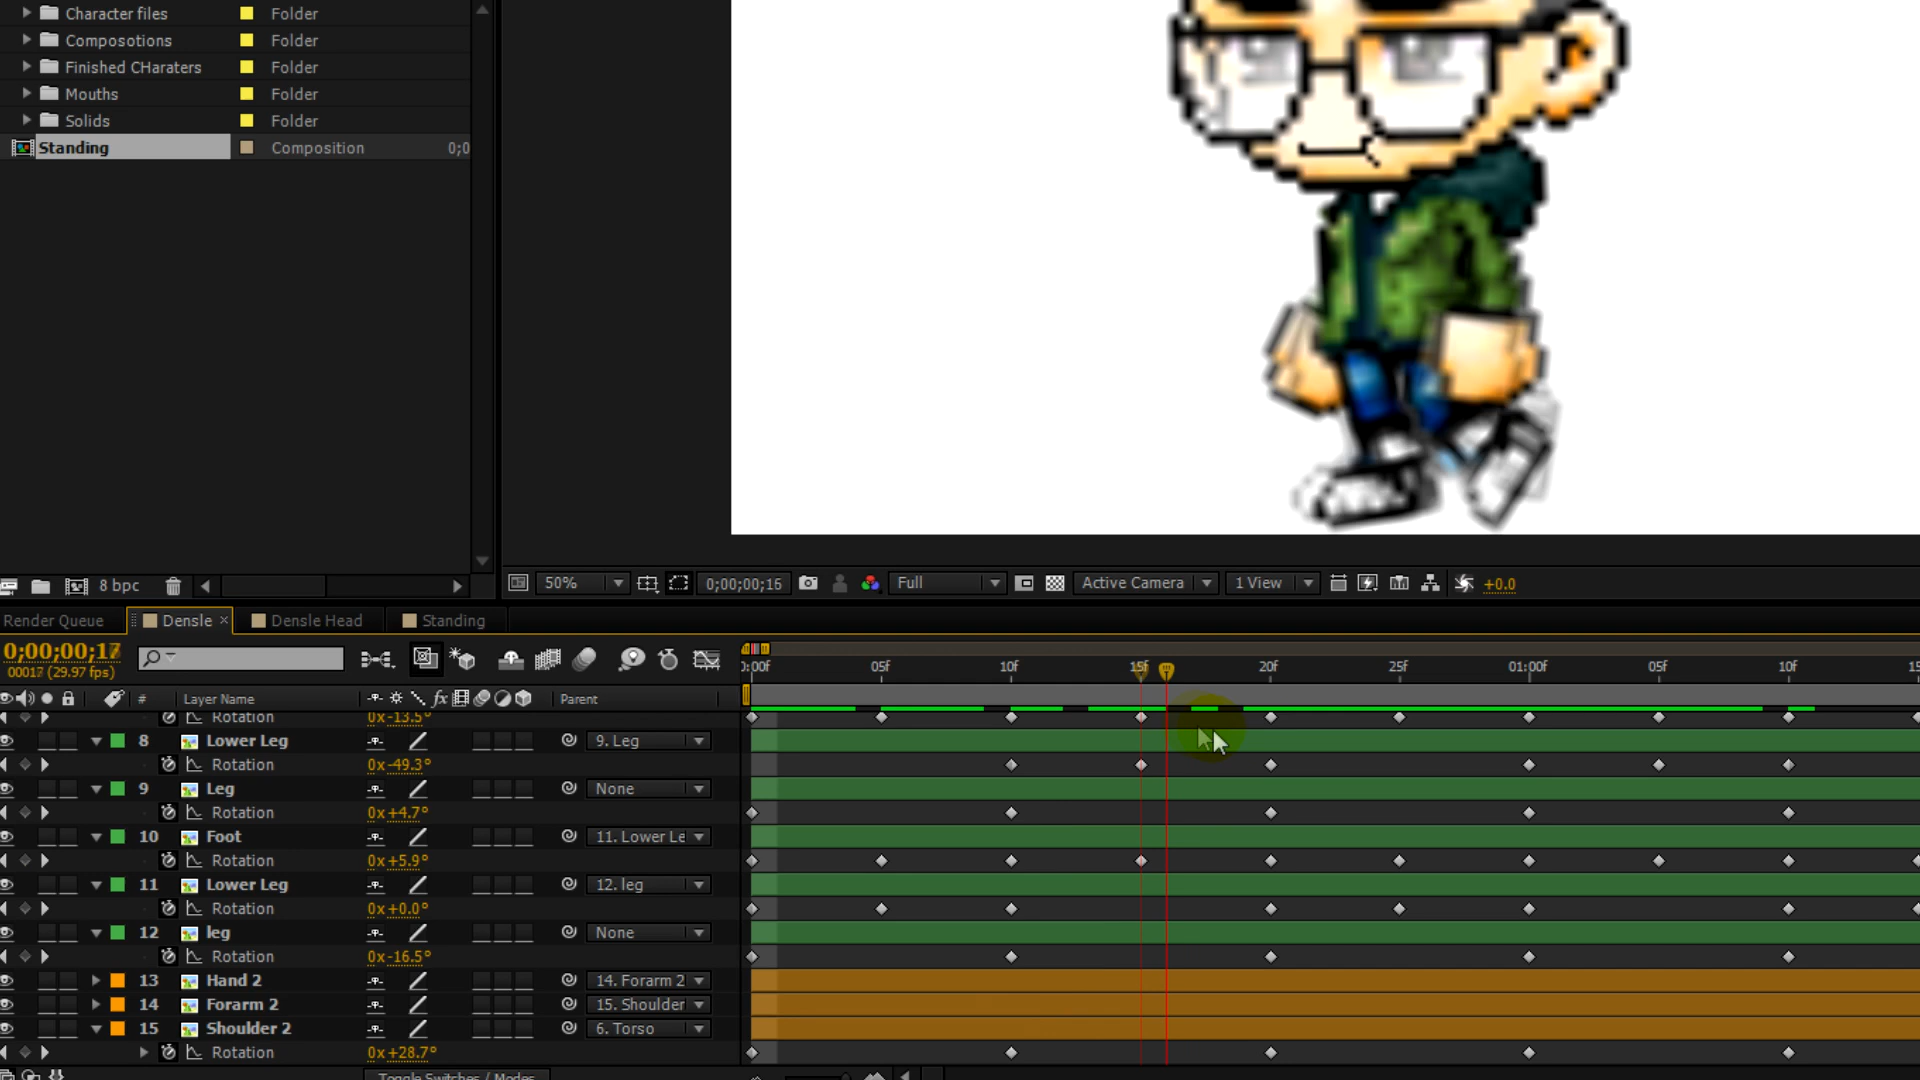 Character files Folder
Composotions Folder
Finished CHaraters Folder
Mouths Folder
Solids Folder
Standing Composition 0;0
8 bpc
50% 0;00;00;16 Full Active Camera 1 View +0.0
Render Queue Densle × Densle Head Standing
0;00;00;17
00017 (29.97 fps)
0:00f 05f 10f 15f 20f 25f 01:00f 05f 10f 15
# Layer Name fx Parent
Rotation 0x-13.5°
8 Lower Leg 9. Leg
Rotation 0x-49.3°
9 Leg None
Rotation 0x+4.7°
10 Foot 11. Lower Le
Rotation 0x+5.9°
11 Lower Leg 12. leg
Rotation 0x+0.0°
12 leg None
Rotation 0x-16.5°
13 Hand 2 14. Forarm 2
14 Forarm 2 15. Shoulder
15 Shoulder 2 6. Torso
Rotation 0x+28.7°
Toggle Switches / Modes